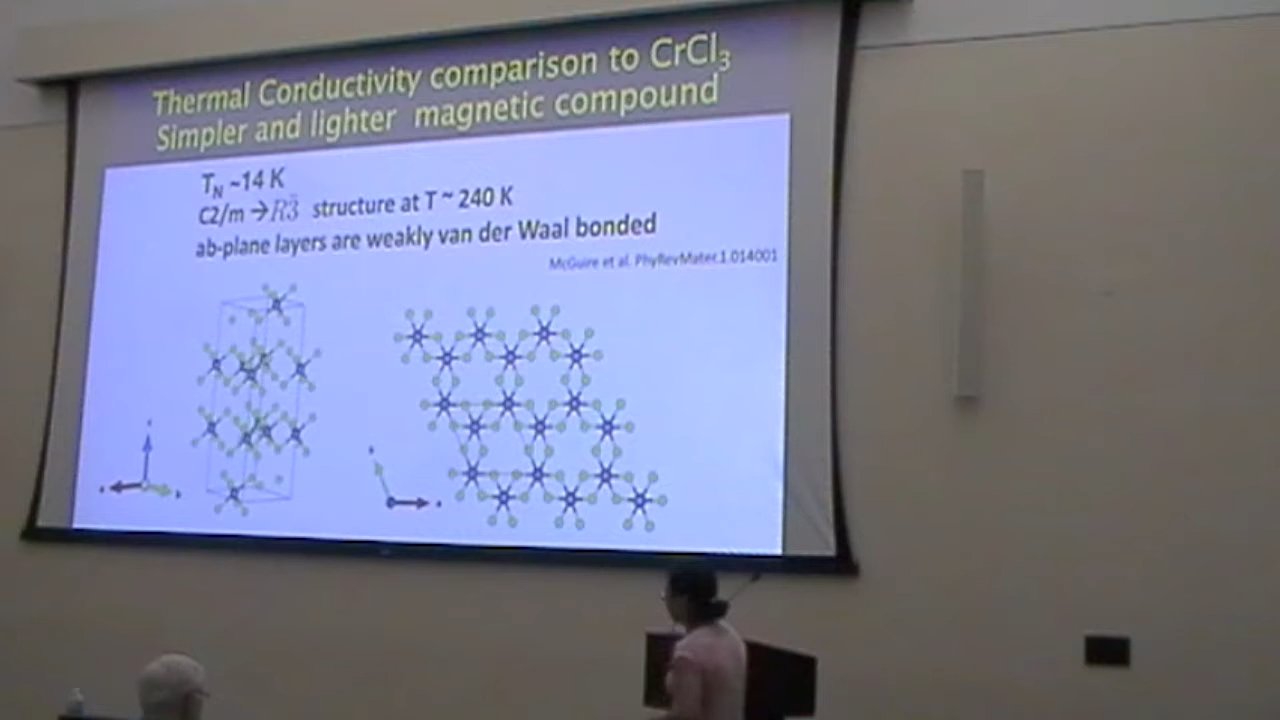 Thermal Conductivity comparison to CrCl₃
Simpler and lighter magnetic compound
T_N ~14 K
C2/m →R3̄ structure at T ~ 240 K
ab-plane layers are weakly van der Waal bonded
McGuire et al. PhyRevMater.1.014001